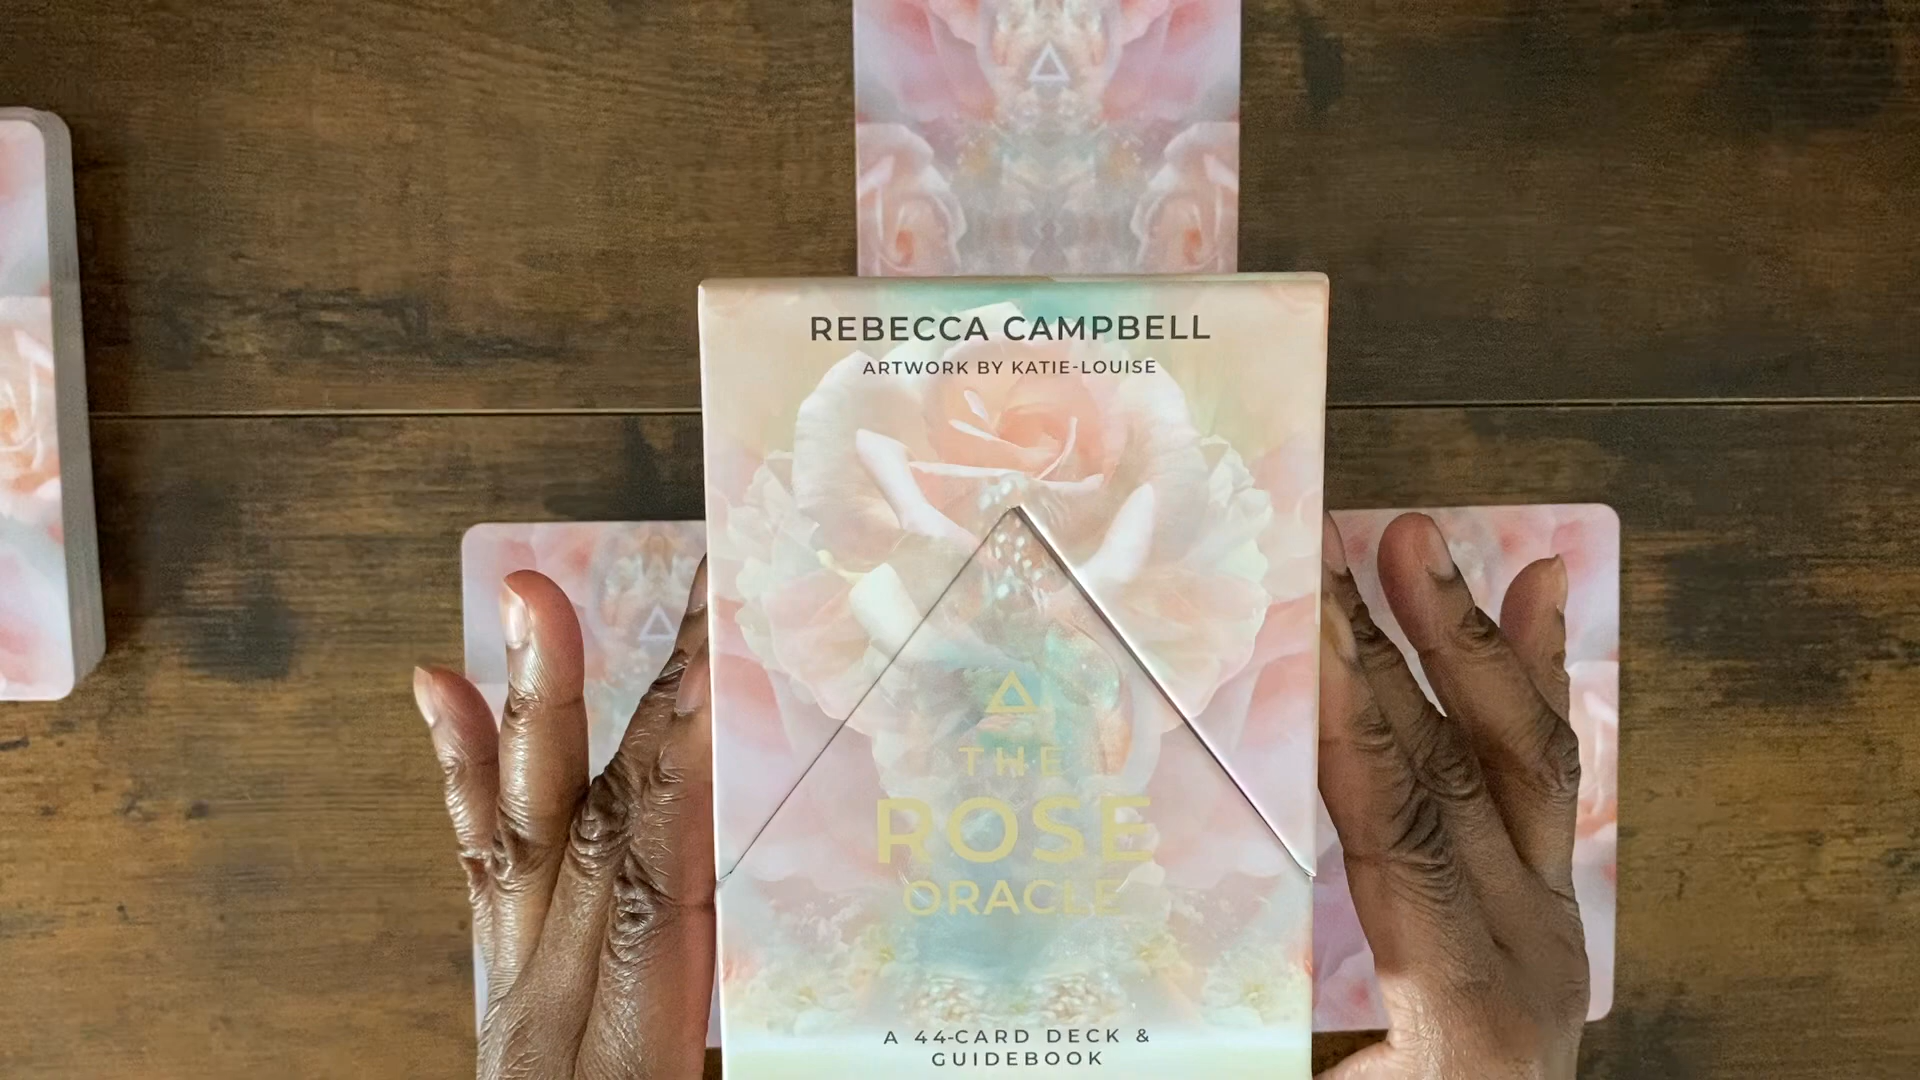 REBECCA CAMPBELL
ARTWORK BY KATIE-LOUISE
THE
ROSE
ORACLE
A 44-CARD DECK &
GUIDEBOOK